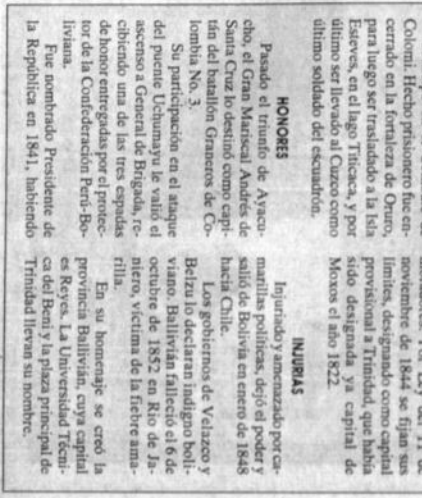 Colomi. Hecho prisionero fue en-
cerrado en la fortaleza de Oruro,
para luego ser trasladado a la Isla
Esteves, en el lago Titicaca, y por
último ser llevado al Cuzco como
último soldado del escuadrón.
HONORES
Pasado el triunfo de Ayacu-
cho, el Gran Mariscal Andrés de
Santa Cruz lo destinó como capi-
tán del batallón Graneros de Co-
lombia No. 3.
Su participación en el ataque
del puente Uchumayu le valió el
ascenso a General de Brigada, re-
cibiendo una de las tres espadas
de honor entregadas por el protec-
tor de la Confederación Perú-Bo-
liviana.
Fue nombrado Presidente de
la República en 1841, habiendo
Ley del 11 de
noviembre de 1844 se fijan sus
límites, designando como capital
provisional a Trinidad, que había
sido designada ya capital de
Moxos el año 1822.
INJURIAS
Injuriado y amenazado por ca-
marillas políticas, dejó el poder y
salió de Bolivia en enero de 1848
hacia Chile.
Los gobiernos de Velazco y
Belzu lo declaran indigno boli-
viano. Ballivián falleció el 6 de
octubre de 1852 en Río de Ja-
niero, víctima de la fiebre ama-
rilla.
En su homenaje se creó la
provincia Ballivián, cuya capital
es Reyes. La Universidad Técni-
ca del Beni y la plaza principal de
Trinidad llevan su nombre.